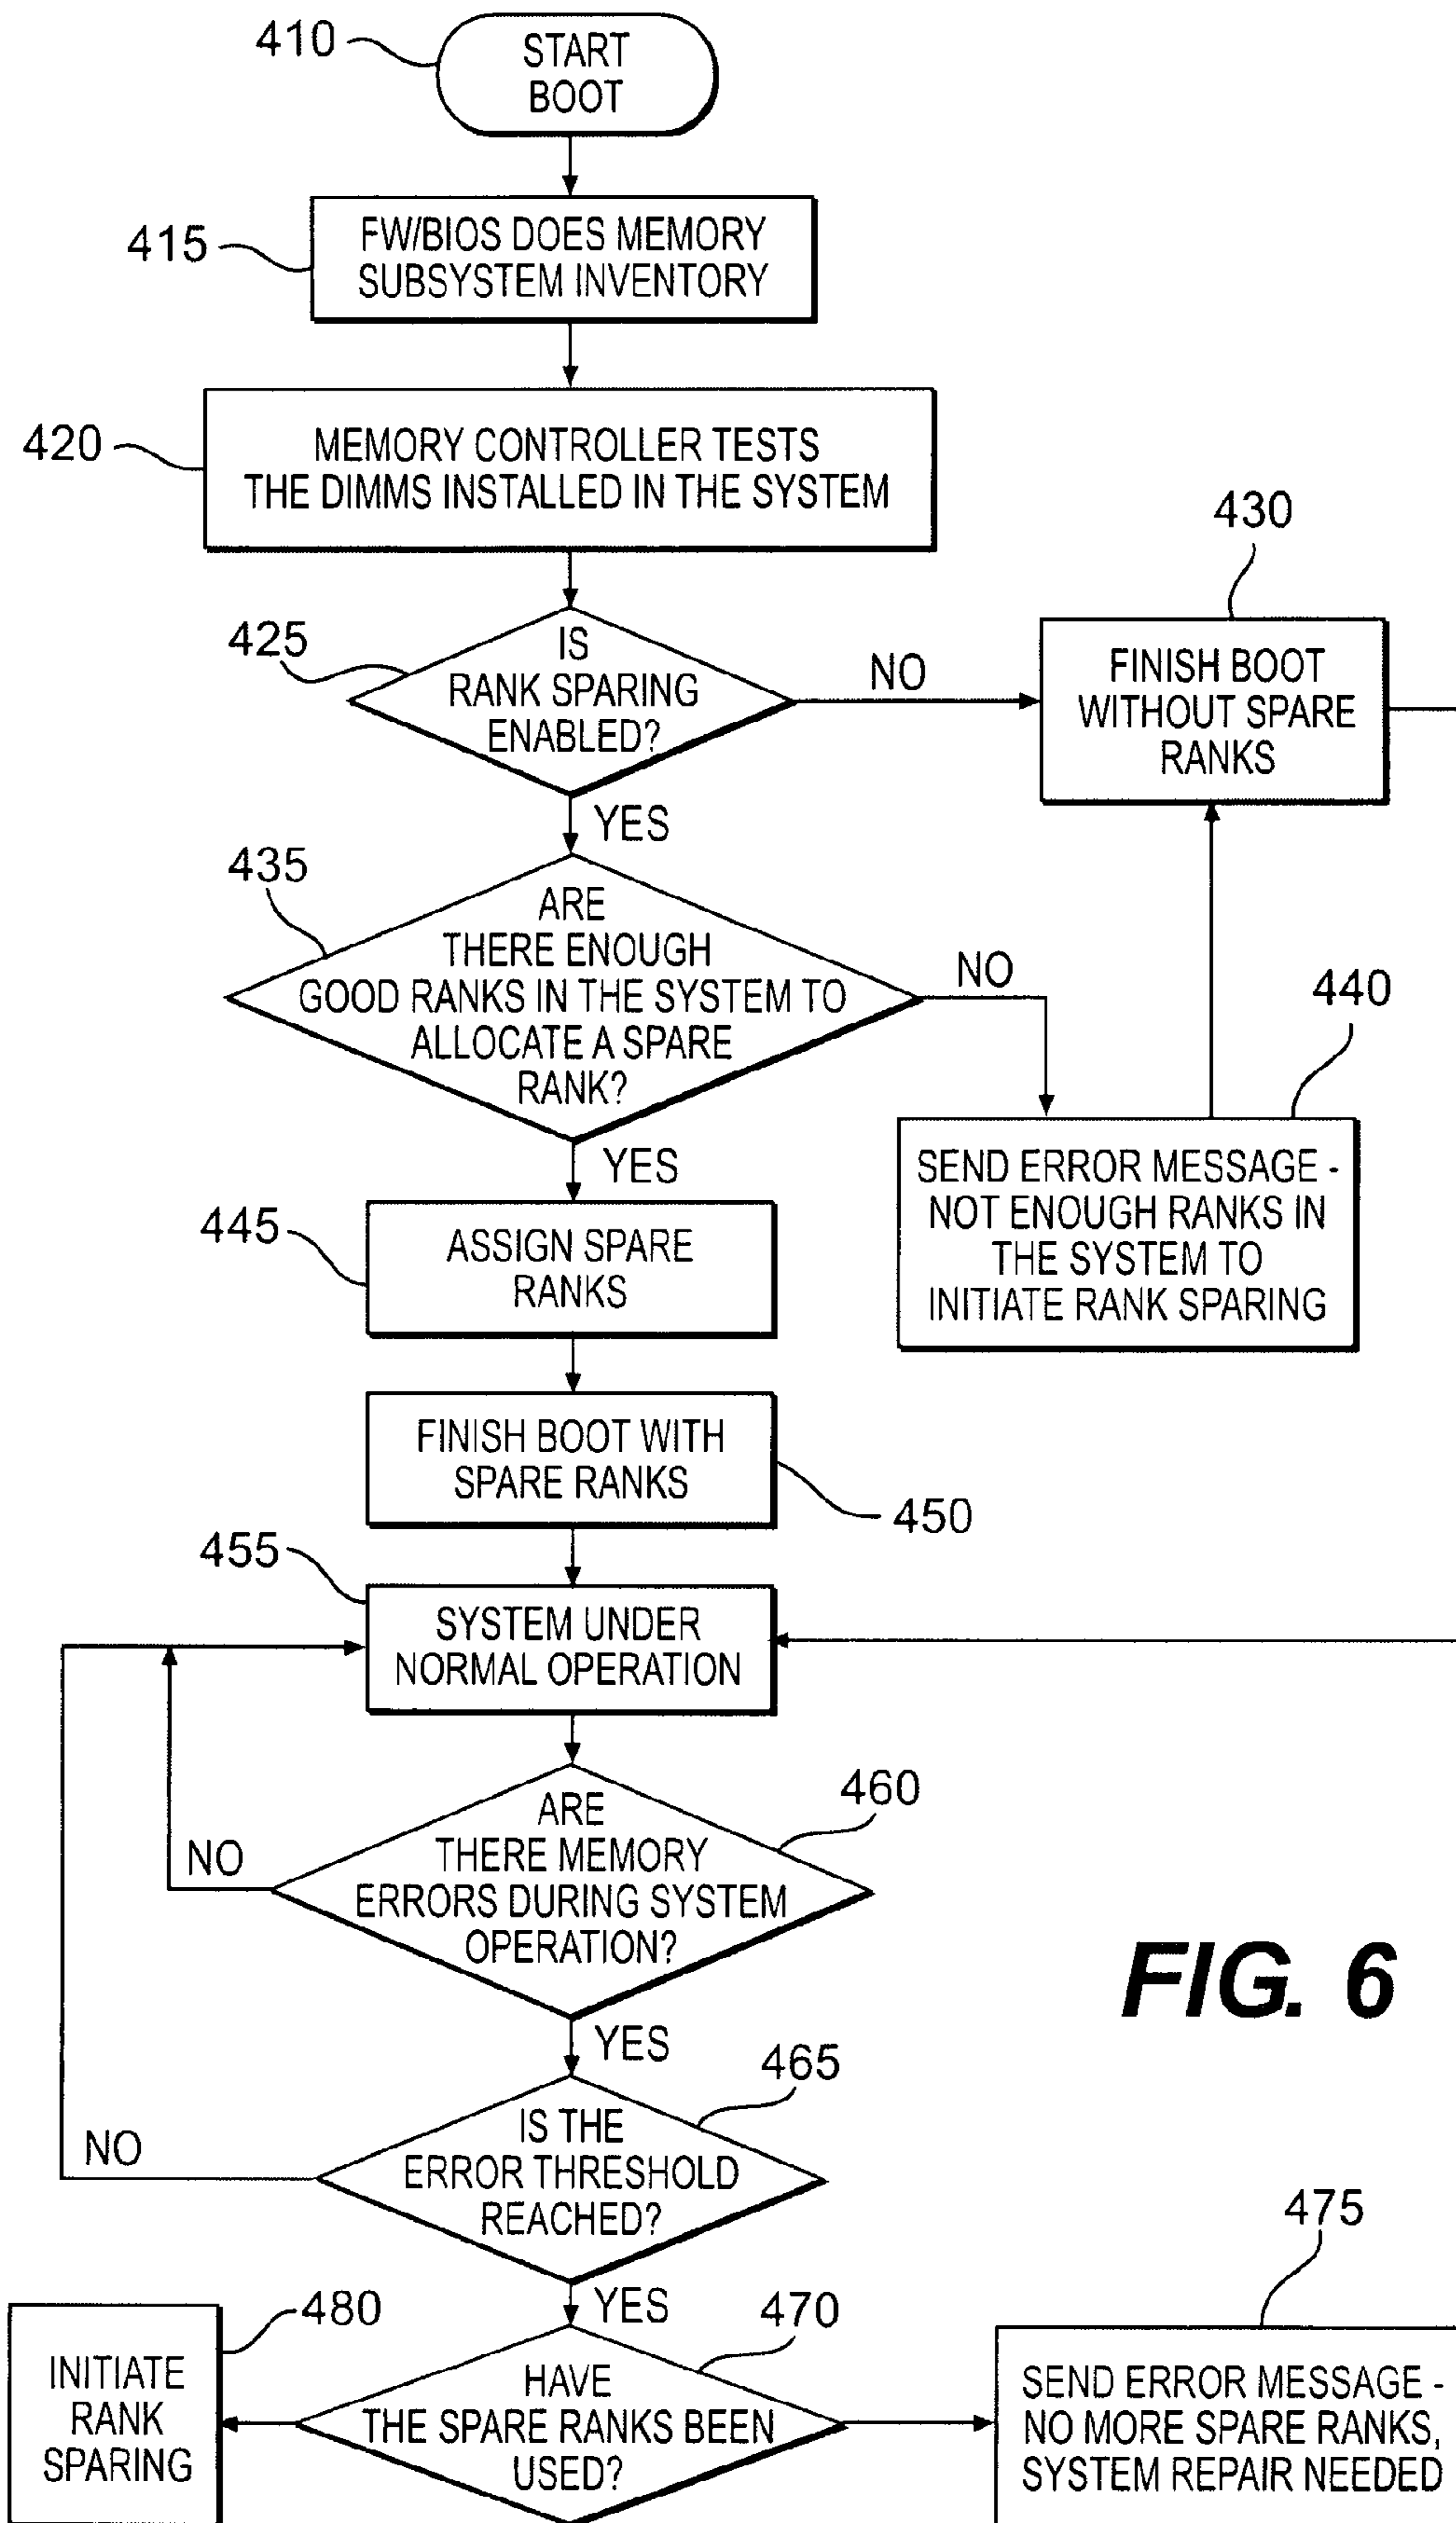 410
START
BOOT
415
FW/BIOS DOES MEMORY
SUBSYSTEM INVENTORY
420
MEMORY CONTROLLER TESTS
THE DIMMS INSTALLED IN THE SYSTEM
425
IS
RANK SPARING
ENABLED?
NO
430
FINISH BOOT
WITHOUT SPARE
RANKS
YES
435
ARE
THERE ENOUGH
GOOD RANKS IN THE SYSTEM TO
ALLOCATE A SPARE
RANK?
NO
440
SEND ERROR MESSAGE -
NOT ENOUGH RANKS IN
THE SYSTEM TO
INITIATE RANK SPARING
YES
445
ASSIGN SPARE
RANKS
FINISH BOOT WITH
SPARE RANKS
450
455
SYSTEM UNDER
NORMAL OPERATION
460
ARE
THERE MEMORY
ERRORS DURING SYSTEM
OPERATION?
NO
FIG. 6
YES
465
IS THE
ERROR THRESHOLD
REACHED?
NO
YES
470
HAVE
THE SPARE RANKS BEEN
USED?
480
INITIATE
RANK
SPARING
475
SEND ERROR MESSAGE -
NO MORE SPARE RANKS,
SYSTEM REPAIR NEEDED